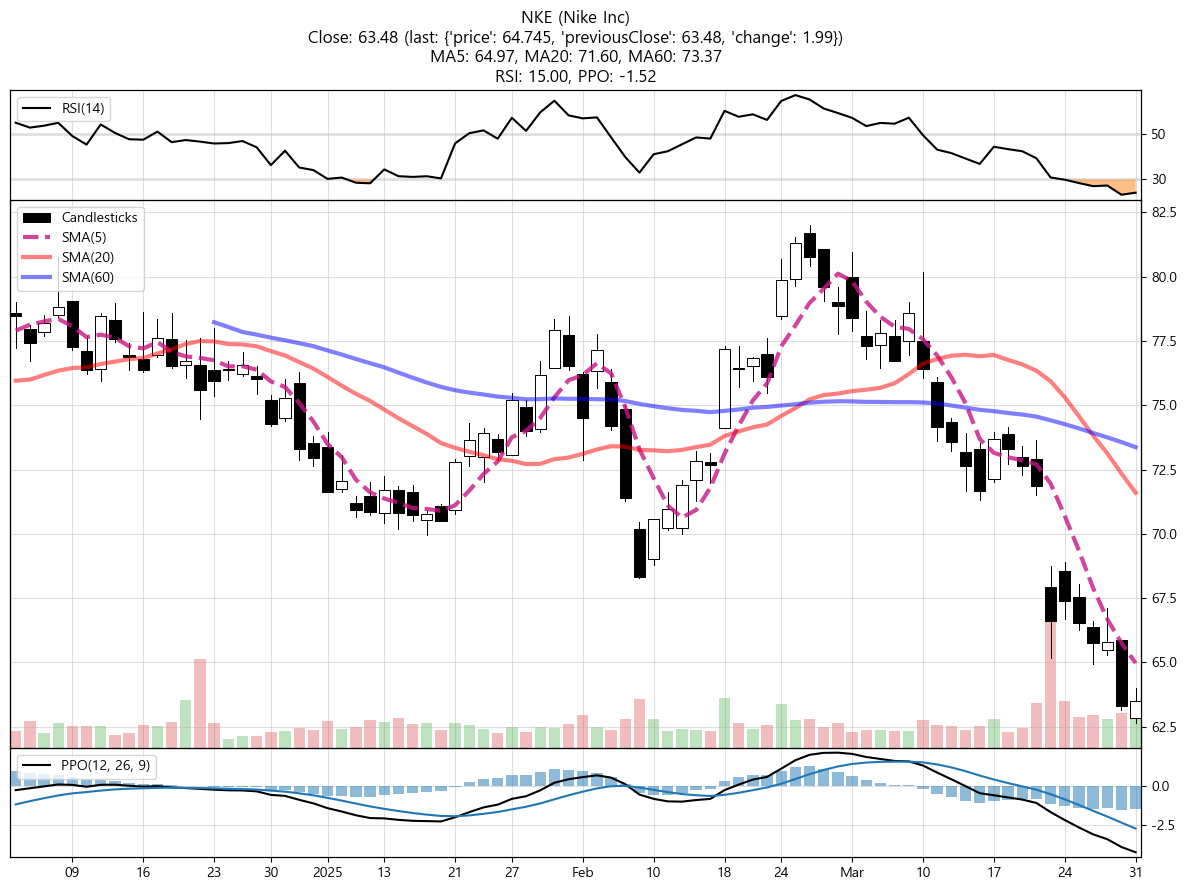 NKE (Nike Inc)
Close: 63.48 (last: {'price': 64.745, 'previousClose': 63.48, 'change': 1.99})
MA5: 64.97, MA20: 71.60, MA60: 73.37
RSI: 15.00, PPO: -1.52
RSI(14)
50
30
Candlesticks
SMA(5)
SMA(20)
SMA(60)
82.5
80.0
77.5
75.0
72.5
70.0
67.5
65.0
62.5
PPO(12, 26, 9)
0.0
-2.5
09 16 23 30 2025 13 21 27 Feb 10 18 24 Mar 10 17 24 31